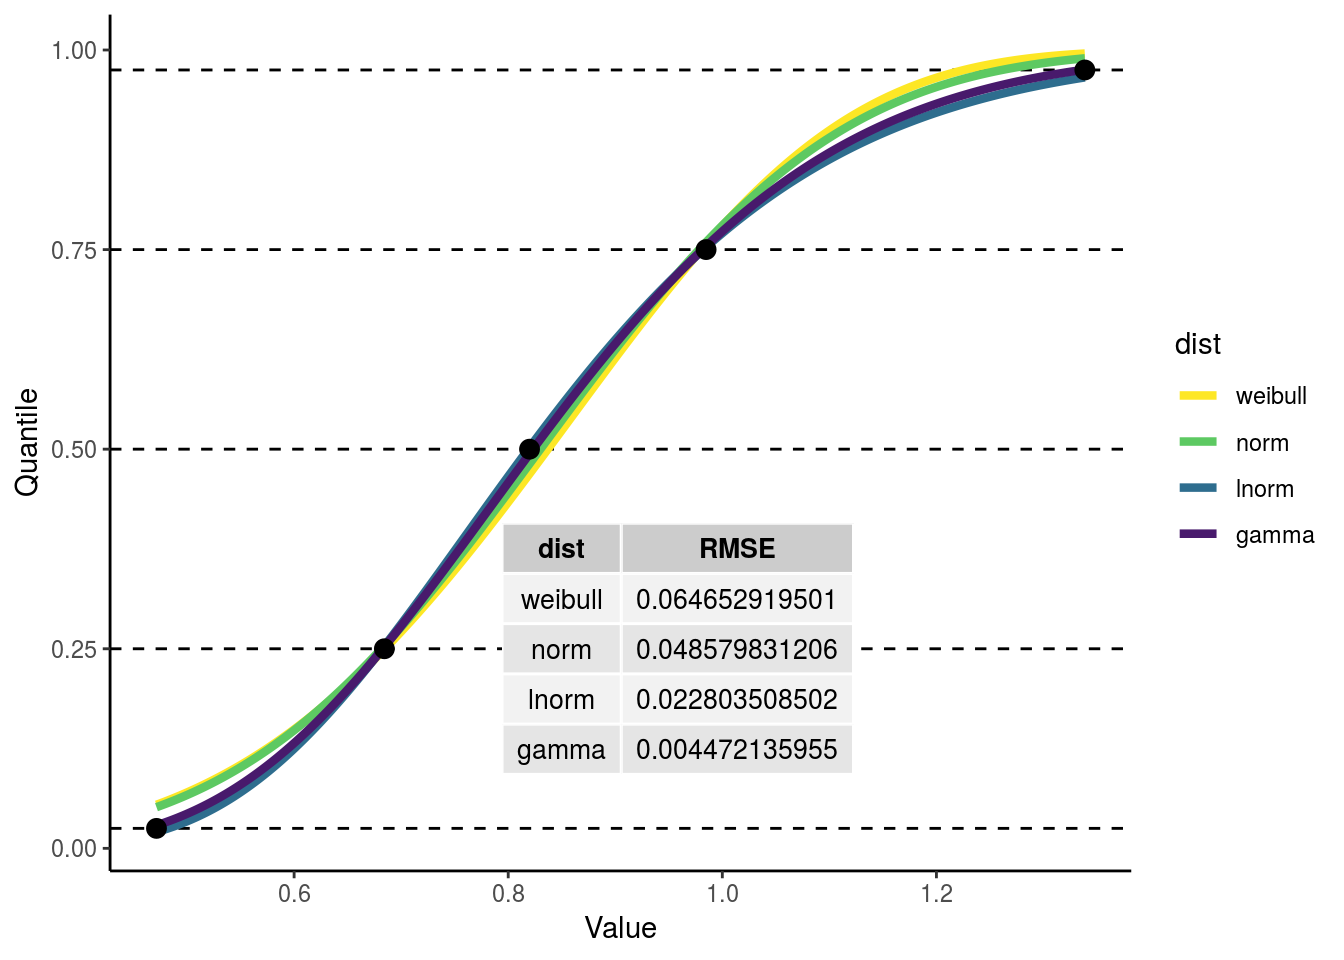 1.00
0.75
0.50
0.25
0.00
Quantile
0.6 0.8 1.0 1.2
Value
dist RMSE
weibull 0.064652919501
norm 0.048579831206
lnorm 0.022803508502
gamma 0.004472135955
dist
weibull
norm
lnorm
gamma